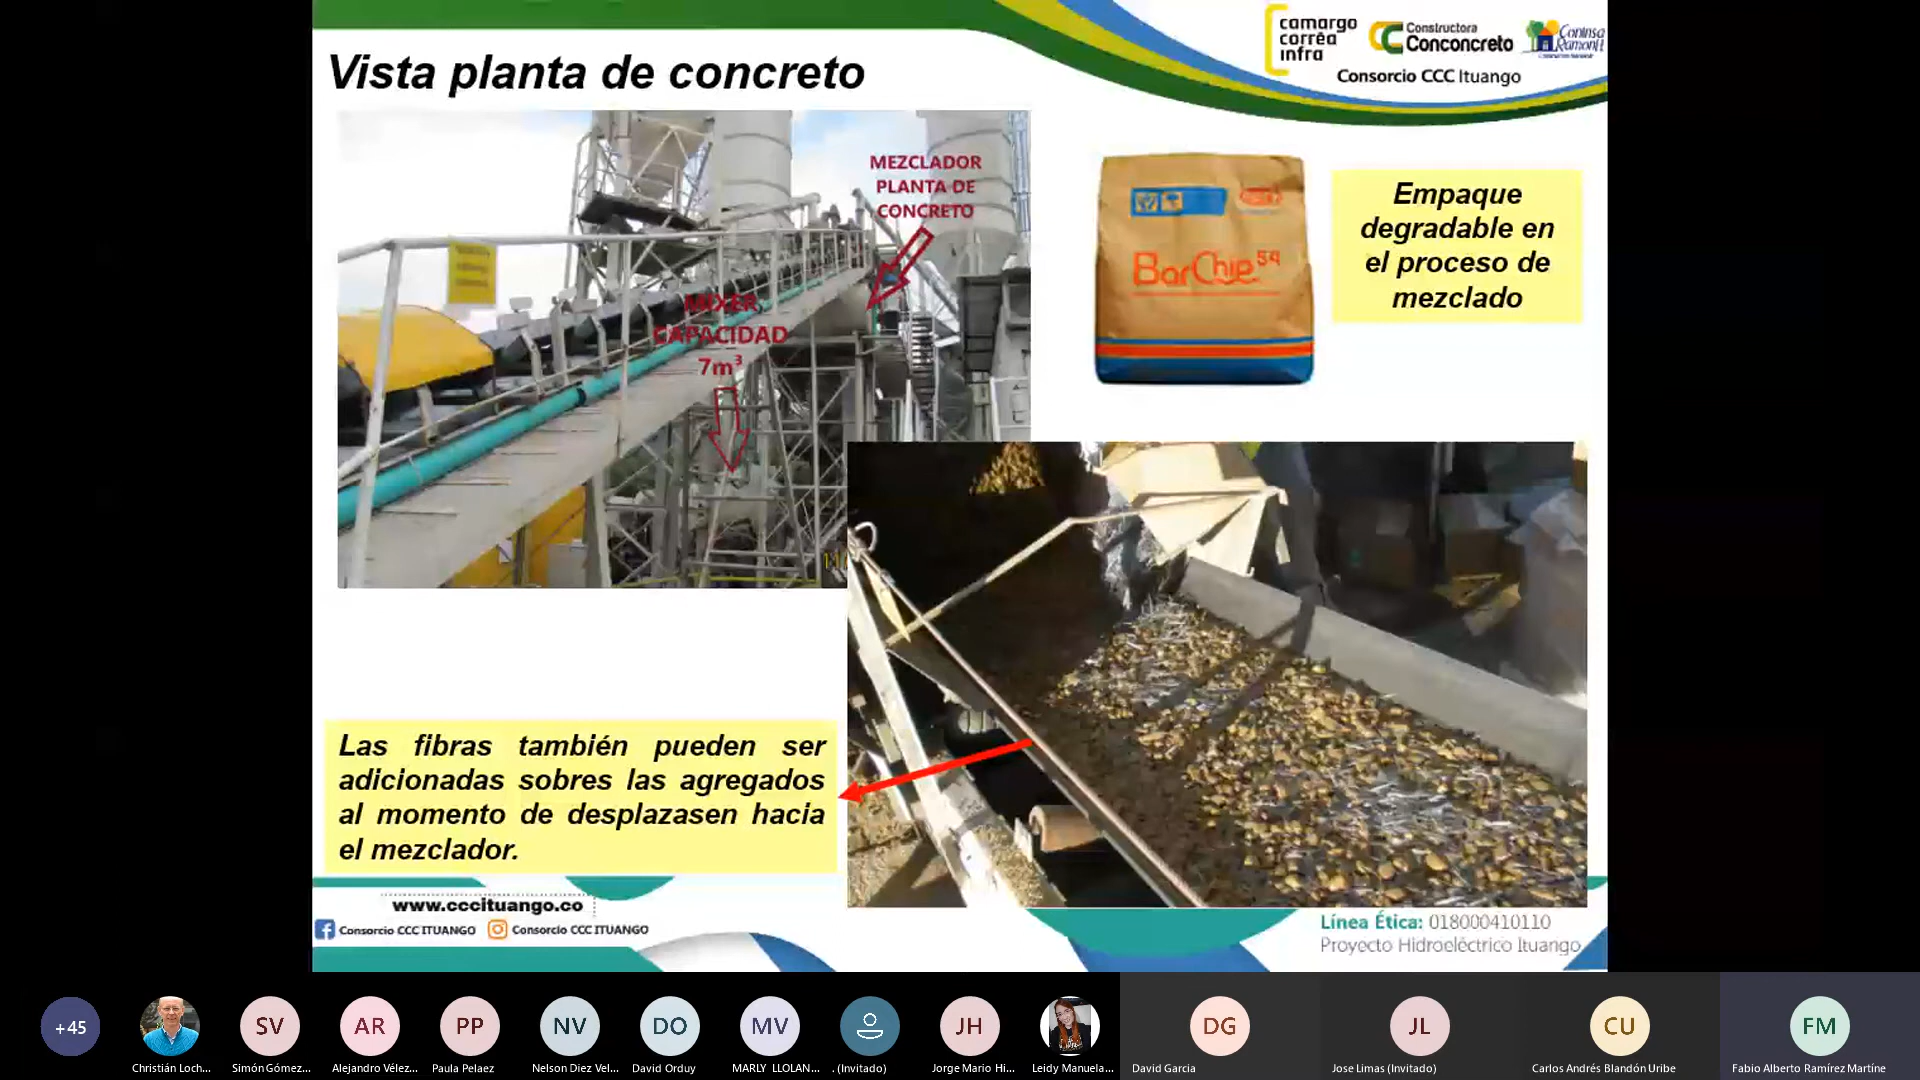 Vista planta de concreto
camargo
corrêa
infra
Constructora
Conconcreto
Coninsa
Ramon H
Consorcio CCC Ituango
MEZCLADOR
PLANTA DE
CONCRETO
MIXER
CAPACIDAD
7m³
BarChip54
Empaque
degradable en
el proceso de
mezclado
Las fibras también pueden ser
adicionadas sobres las agregados
al momento de desplazasen hacia
el mezclador.
www.cccituango.co
Consorcio CCC ITUANGO
Consorcio CCC ITUANGO
Línea Ética: 018000410110
Proyecto Hidroeléctrico Ituango
+45
SV
AR
PP
NV
DO
MV
JH
DG
JL
CU
FM
Christián Loch...
Simón Gómez...
Alejandro Vélez...
Paula Pelaez
Nelson Diez Vel...
David Orduy
MARLY LLOLAN...
. (Invitado)
Jorge Mario Hi...
Leidy Manuela...
David Garcia
Jose Limas (Invitado)
Carlos Andrés Blandón Uribe
Fabio Alberto Ramírez Martíne